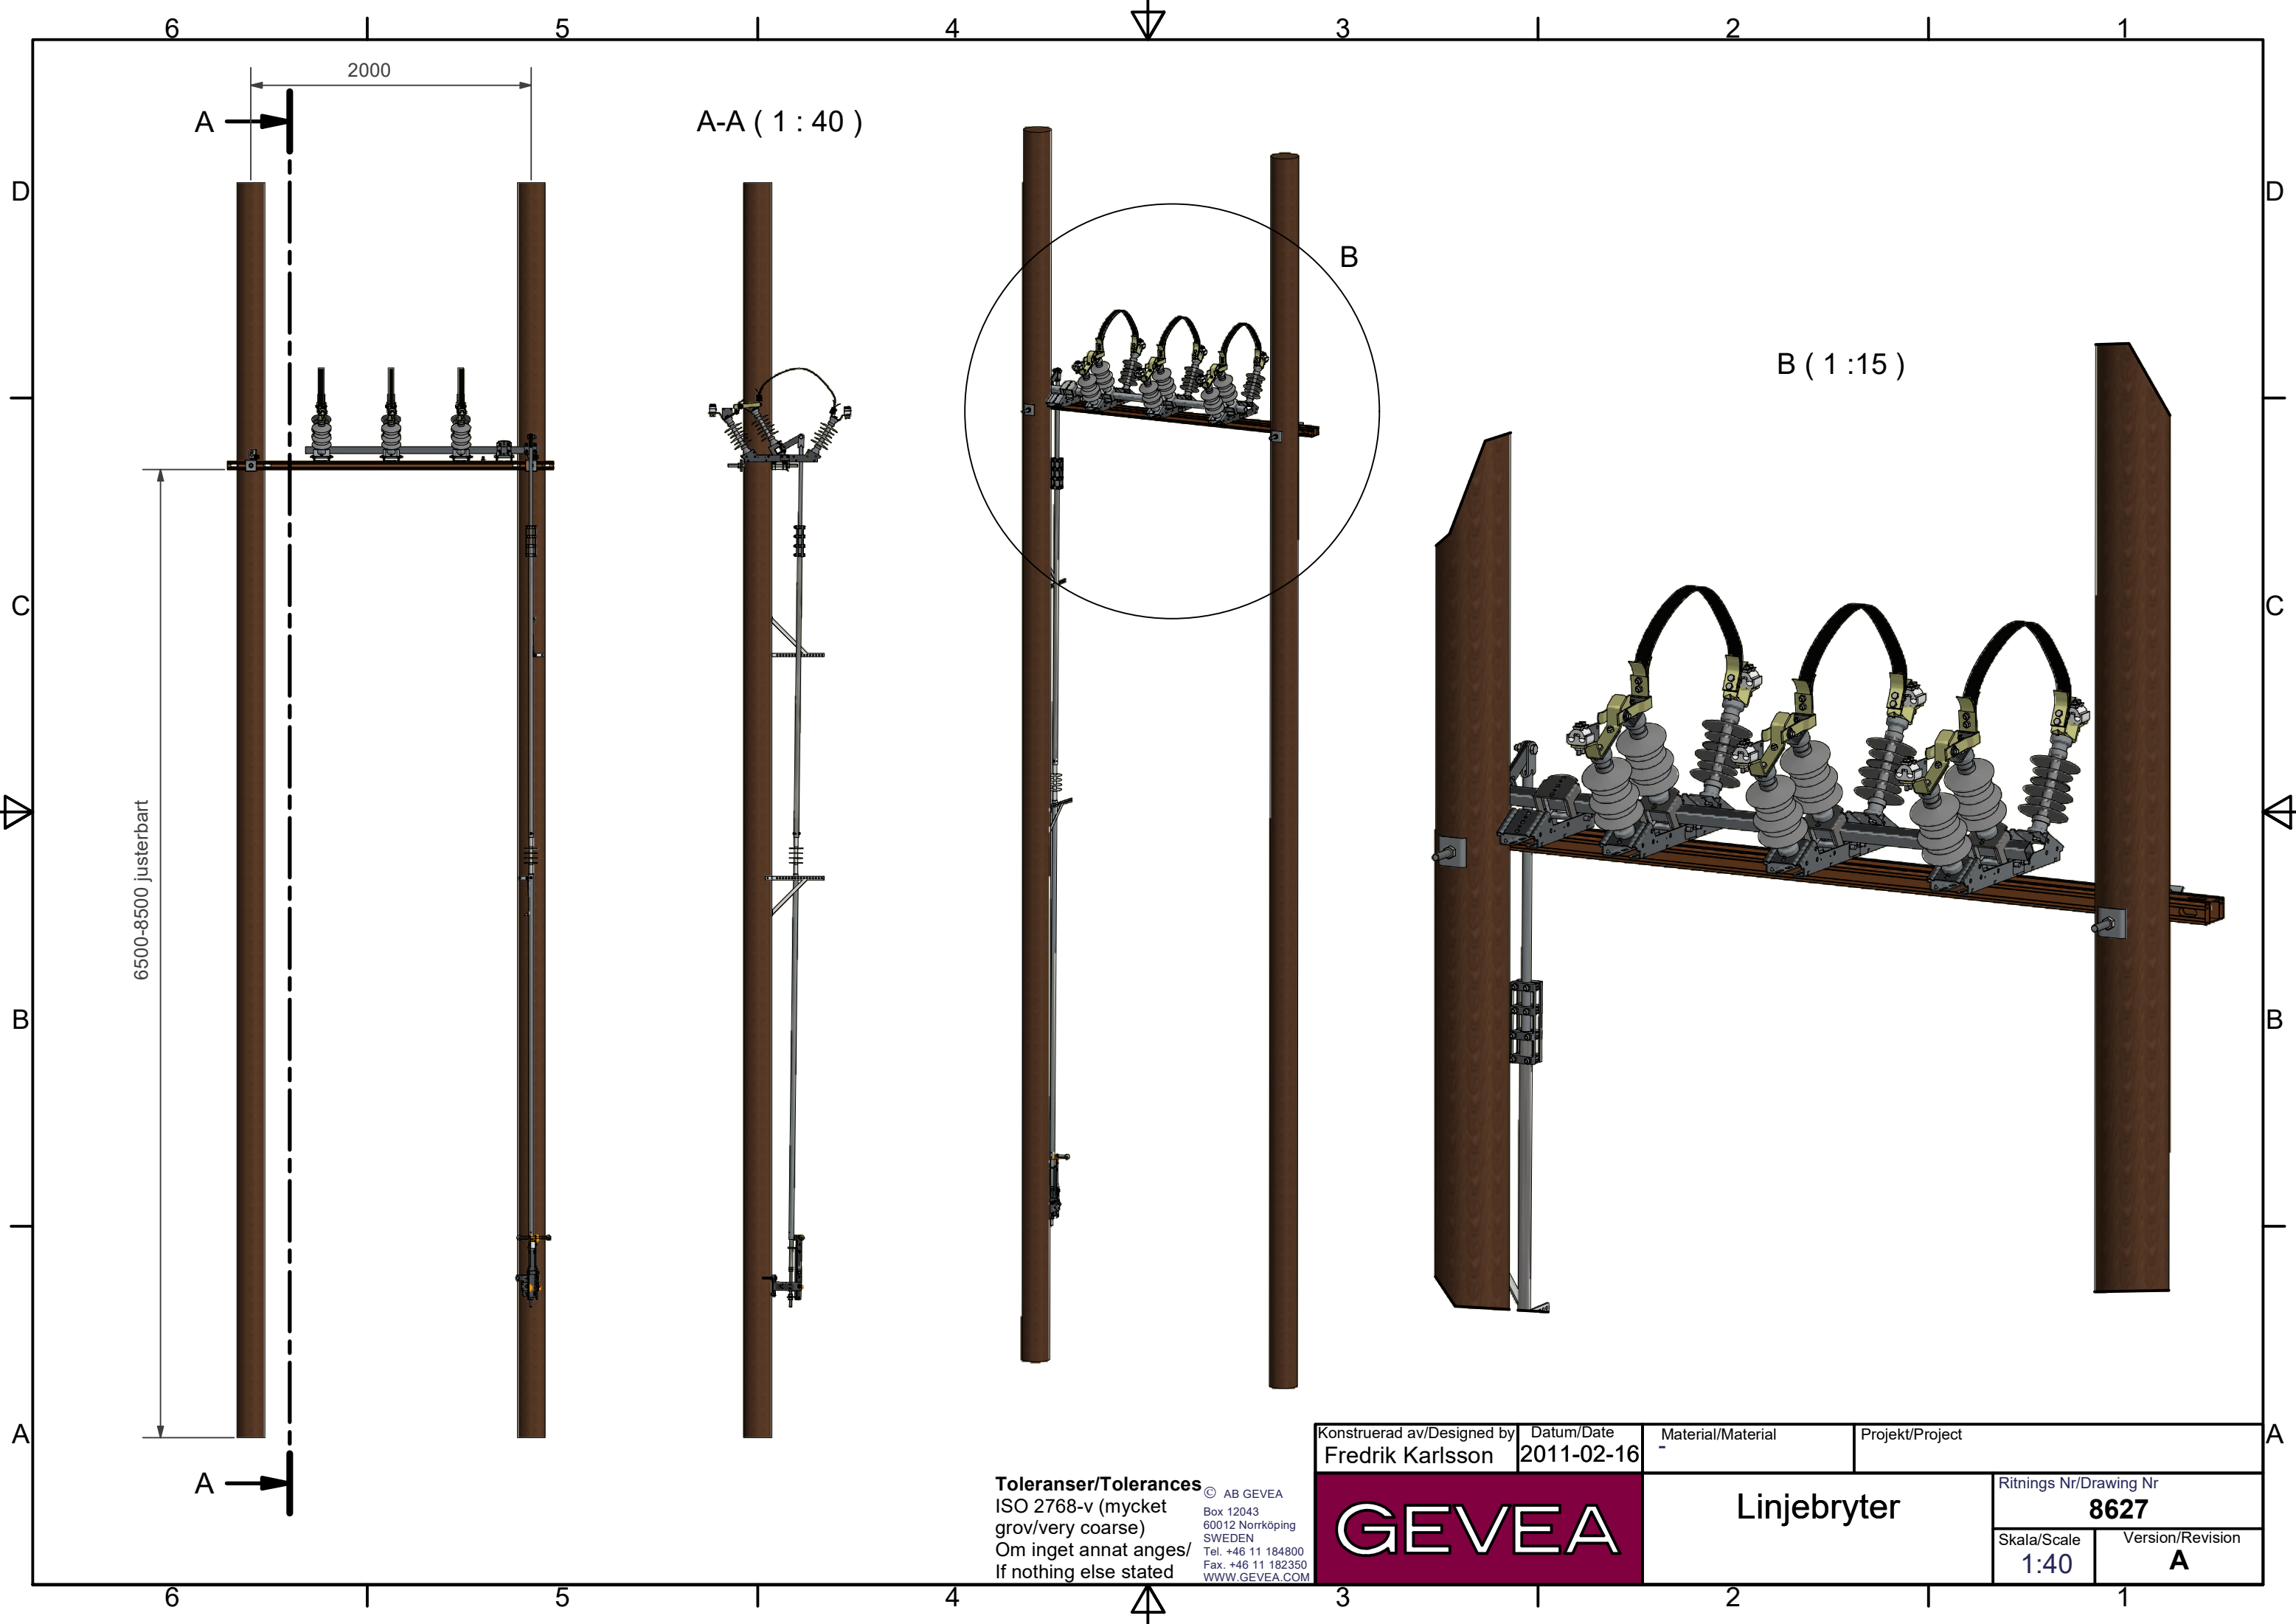 6 5 4 3 2 1
2000
A
A-A ( 1 : 40 )
D
D
B
B ( 1 :15 )
C
C
6500-8500 justerbart
B
B
A
A
A
Toleranser/Tolerances
ISO 2768-v (mycket
grov/very coarse)
Om inget annat anges/
If nothing else stated
© AB GEVEA
Box 12043
60012 Norrköping
SWEDEN
Tel. +46 11 184800
Fax. +46 11 182350
WWW.GEVEA.COM
Konstruerad av/Designed by
Fredrik Karlsson
Datum/Date
2011-02-16
Material/Material
-
Projekt/Project
GEVEA
Linjebryter
Ritnings Nr/Drawing Nr
8627
Skala/Scale
1:40
Version/Revision
A
6 5 4 3 2 1